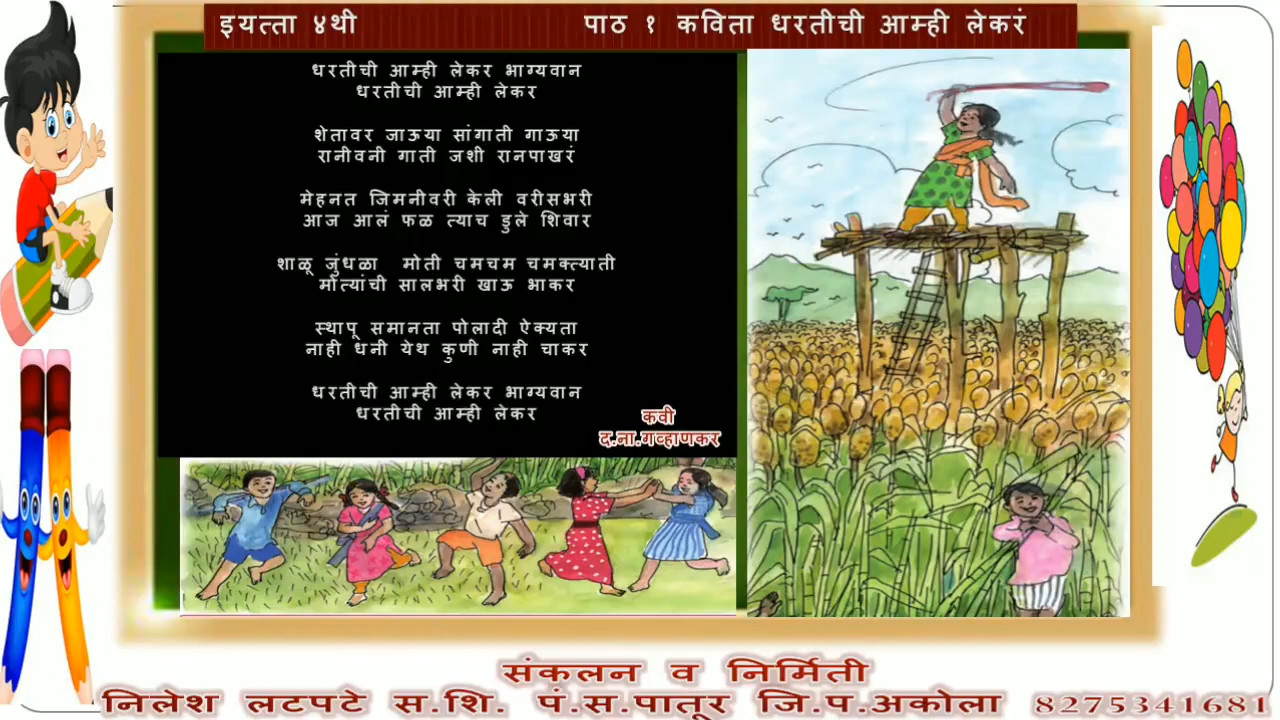 इयत्ता ४थी पाठ १ कविता धरतीची आम्ही लेकरं
धरतीची आम्ही लेकर भाग्यवान
धरतीची आम्ही लेकर
शेतावर जाऊया सांगाती गाऊया
रानीवनी गाती जशी रानपाखरं
मेहनत जिमनीवरी केली वरीसभरी
आज आलं फळ त्याच डुले शिवार
शाळू जुंधळा मोती चमचम चमक्त्याती
मोत्यांची सालभरी खाऊ भाकर
स्थापू समानता पोलादी ऐक्यता
नाही धनी येथ कुणी नाही चाकर
धरतीची आम्ही लेकर भाग्यवान
धरतीची आम्ही लेकर
कवी
द.ना.गव्हाणकर
संकलन व निर्मिती
निलेश लटपटे स.शि. पं.स.पातूर जि.प.अकोला 8275341681